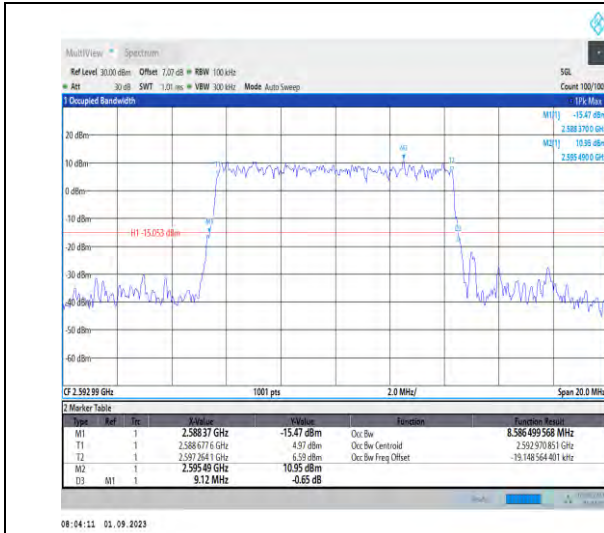 MultiView Spectrum
Ref Level 30.00 dBm Offset 7.07 dB RBW 100 kHz SGL
Att 30 dB SWT 1.01 ms VBW 300 kHz Mode Auto Sweep Count 100/100
1 Occupied Bandwidth 1Pk Max
M1[1] -15.47 dBm
2.588 3700 GHz
M2[1] 10.95 dBm
2.595 4900 GHz
20 dBm
10 dBm
0 dBm
-10 dBm
-20 dBm
-30 dBm
-40 dBm
-50 dBm
-60 dBm
H1 -15.053 dBm
M1
T1
M2
T2
D3
CF 2.592 99 GHz 1001 pts 2.0 MHz/ Span 20.0 MHz
2 Marker Table
Type Ref Trc X-Value Y-Value Function Function Result
M1 1 2.588 37 GHz -15.47 dBm Occ Bw 8.586 499 568 MHz
T1 1 2.588 677 6 GHz 4.97 dBm Occ Bw Centroid 2.592 970 851 GHz
T2 1 2.597 264 1 GHz 6.59 dBm Occ Bw Freq Offset -19.148 564 401 kHz
M2 1 2.595 49 GHz 10.95 dBm
D3 M1 1 9.12 MHz -0.65 dB
08:04:11 01.09.2023